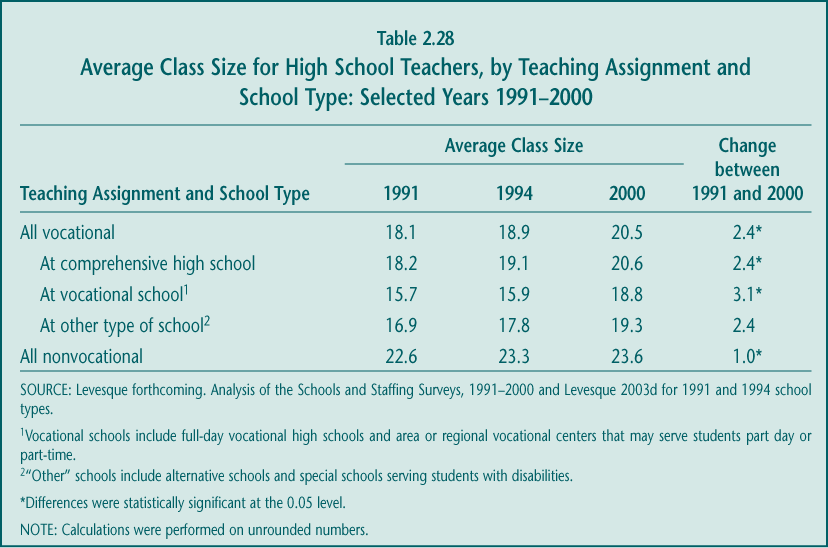 Table 2.28
Average Class Size for High School Teachers, by Teaching Assignment and
School Type: Selected Years 1991–2000
Average Class Size Change
between
Teaching Assignment and School Type 1991 1994 2000 1991 and 2000
All vocational 18.1 18.9 20.5 2.4*
At comprehensive high school 18.2 19.1 20.6 2.4*
At vocational school1 15.7 15.9 18.8 3.1*
At other type of school2 16.9 17.8 19.3 2.4
All nonvocational 22.6 23.3 23.6 1.0*
SOURCE: Levesque forthcoming. Analysis of the Schools and Staffing Surveys, 1991–2000 and Levesque 2003d for 1991 and 1994 school
types.
1Vocational schools include full-day vocational high schools and area or regional vocational centers that may serve students part day or
part-time.
2“Other” schools include alternative schools and special schools serving students with disabilities.
*Differences were statistically significant at the 0.05 level.
NOTE: Calculations were performed on unrounded numbers.